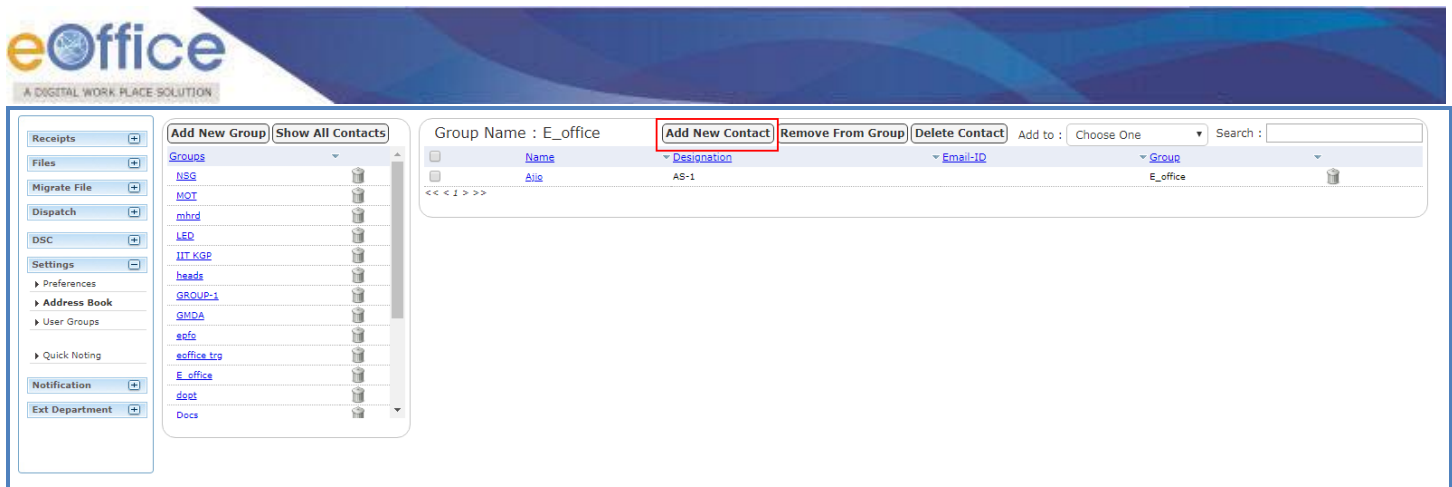 eOffice
A DIGITAL WORK PLACE SOLUTION
Receipts
Files
Migrate File
Dispatch
DSC
Settings
Preferences
Address Book
User Groups
Quick Noting
Notification
Ext Department
Add New Group Show All Contacts
Groups
NSG
MOT
mhrd
LED
IIT KGP
heads
GROUP-1
GMDA
epfo
eoffice trg
E_office
dopt
Docs
Group Name : E_office Add New Contact Remove From Group Delete Contact Add to : Choose One Search :
Name Designation Email-ID Group
Ajio AS-1 E_office
<< < 1 > >>